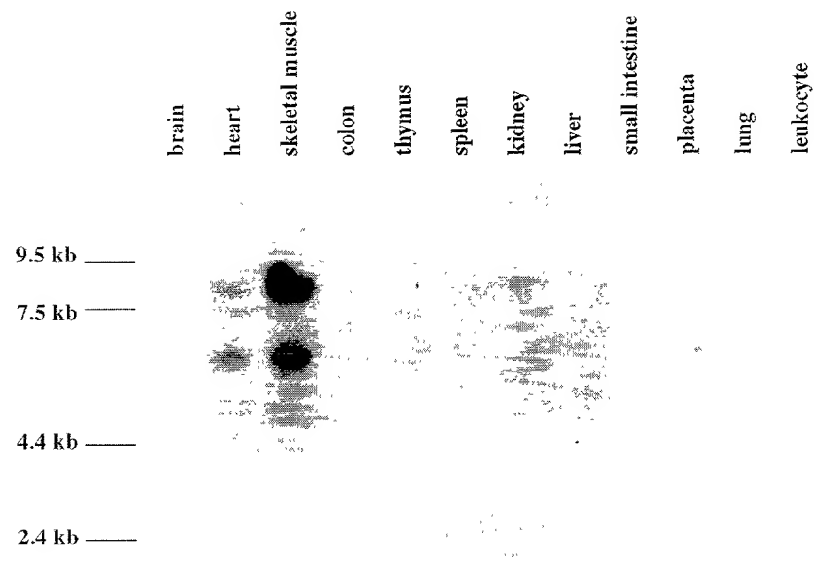 brain
heart
skeletal muscle
colon
thymus
spleen
kidney
liver
small intestine
placenta
lung
leukocyte
9.5 kb
7.5 kb
4.4 kb
2.4 kb